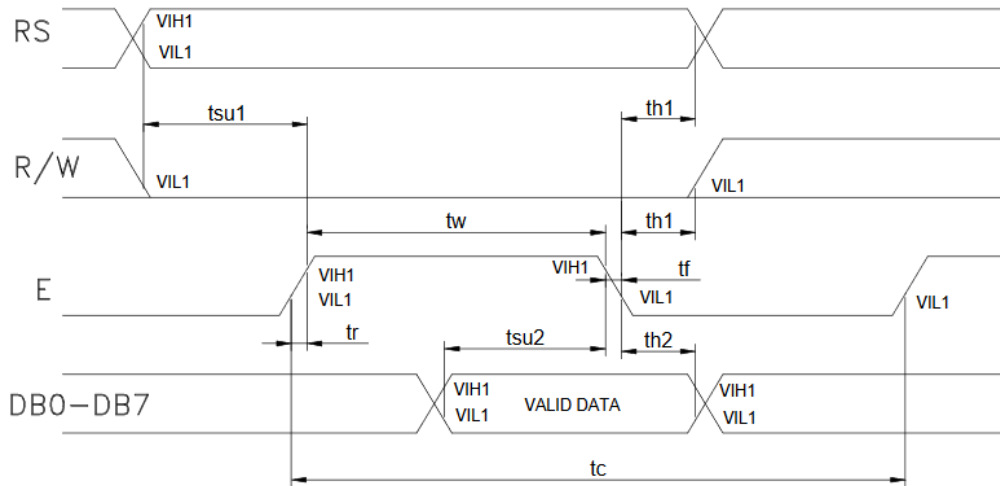 RS
VIH1
VIL1
tsu1
th1
R/W
VIL1
VIL1
tw
th1
E
VIH1
VIL1
VIH1
tf
VIL1
VIL1
tr
tsu2
th2
DB0-DB7
VIH1
VIL1
VALID DATA
VIH1
VIL1
tc